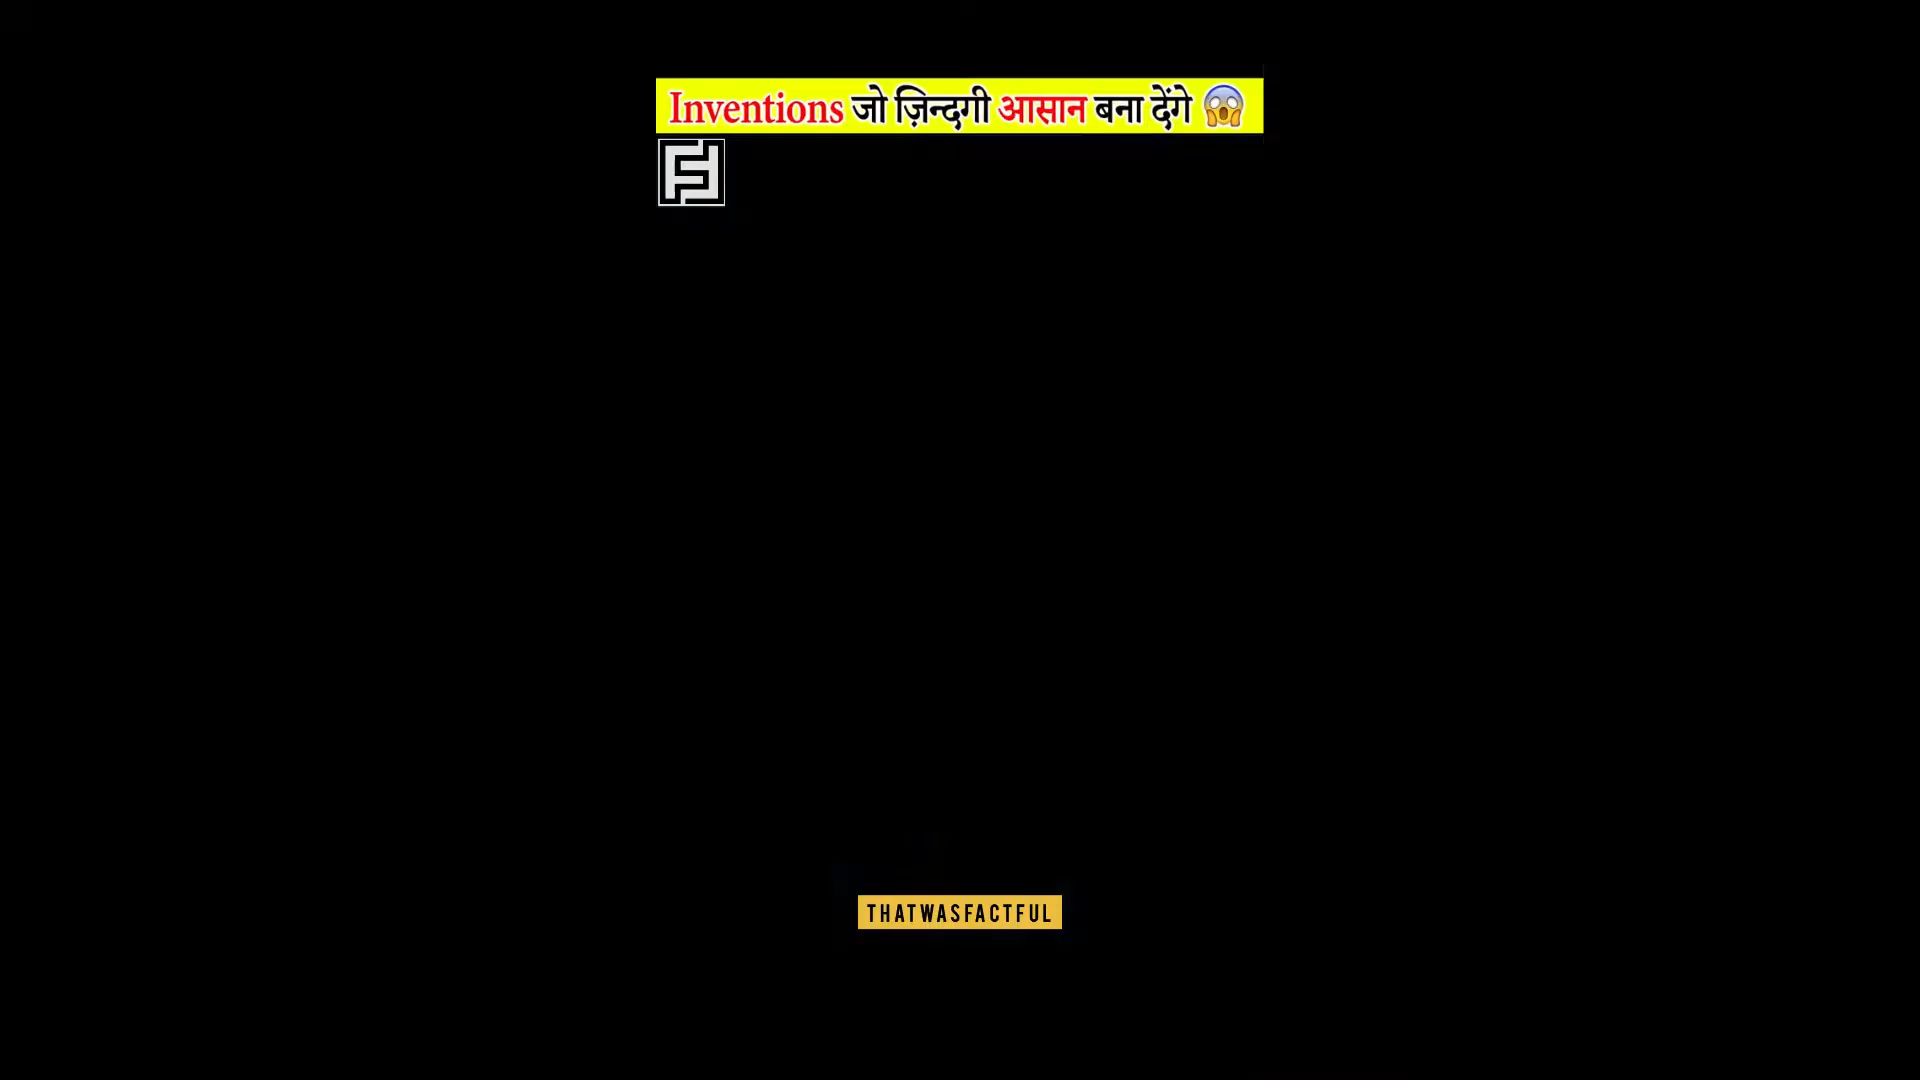 Inventions जो ज़िन्दगी आसान बना देंगे 😱
THATWASFACTFUL